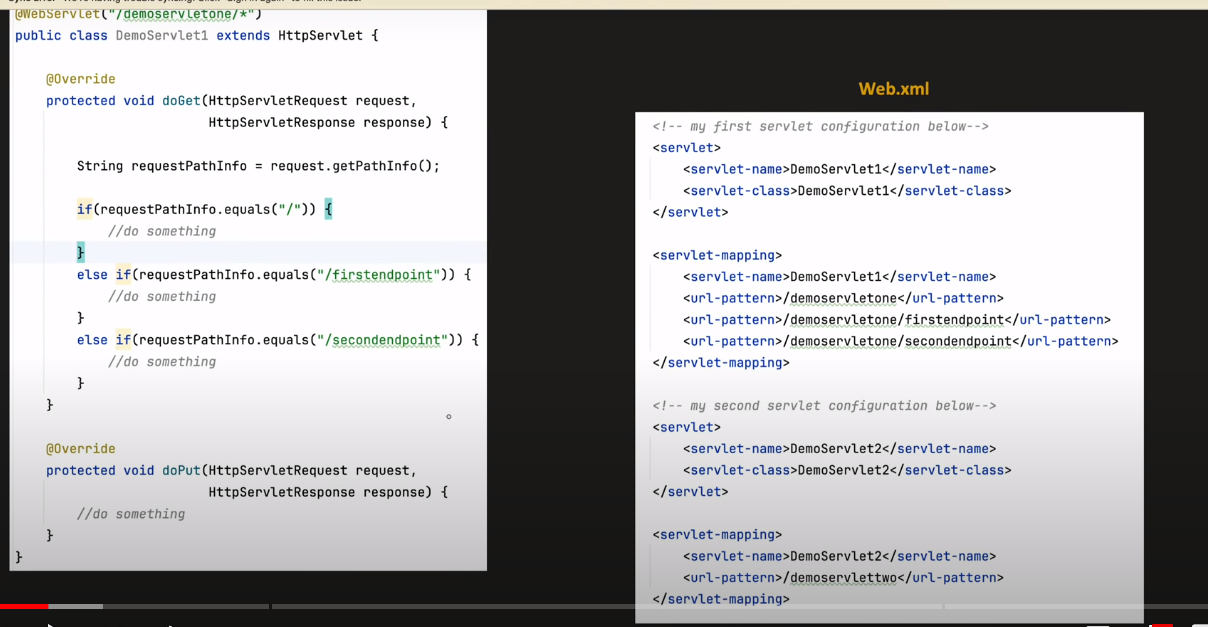 @WebServlet("/demoservletone/*")
public class DemoServlet1 extends HttpServlet {
@Override
protected void doGet(HttpServletRequest request,
HttpServletResponse response) {
String requestPathInfo = request.getPathInfo();
if(requestPathInfo.equals("/")) {
//do something
}
else if(requestPathInfo.equals("/firstendpoint")) {
//do something
}
else if(requestPathInfo.equals("/secondendpoint")) {
//do something
}
}
@Override
protected void doPut(HttpServletRequest request,
HttpServletResponse response) {
//do something
}
}
Web.xml
<!-- my first servlet configuration below-->
<servlet>
<servlet-name>DemoServlet1</servlet-name>
<servlet-class>DemoServlet1</servlet-class>
</servlet>
<servlet-mapping>
<servlet-name>DemoServlet1</servlet-name>
<url-pattern>/demoservletone</url-pattern>
<url-pattern>/demoservletone/firstendpoint</url-pattern>
<url-pattern>/demoservletone/secondendpoint</url-pattern>
</servlet-mapping>
<!-- my second servlet configuration below-->
<servlet>
<servlet-name>DemoServlet2</servlet-name>
<servlet-class>DemoServlet2</servlet-class>
</servlet>
<servlet-mapping>
<servlet-name>DemoServlet2</servlet-name>
<url-pattern>/demoservlettwo</url-pattern>
</servlet-mapping>